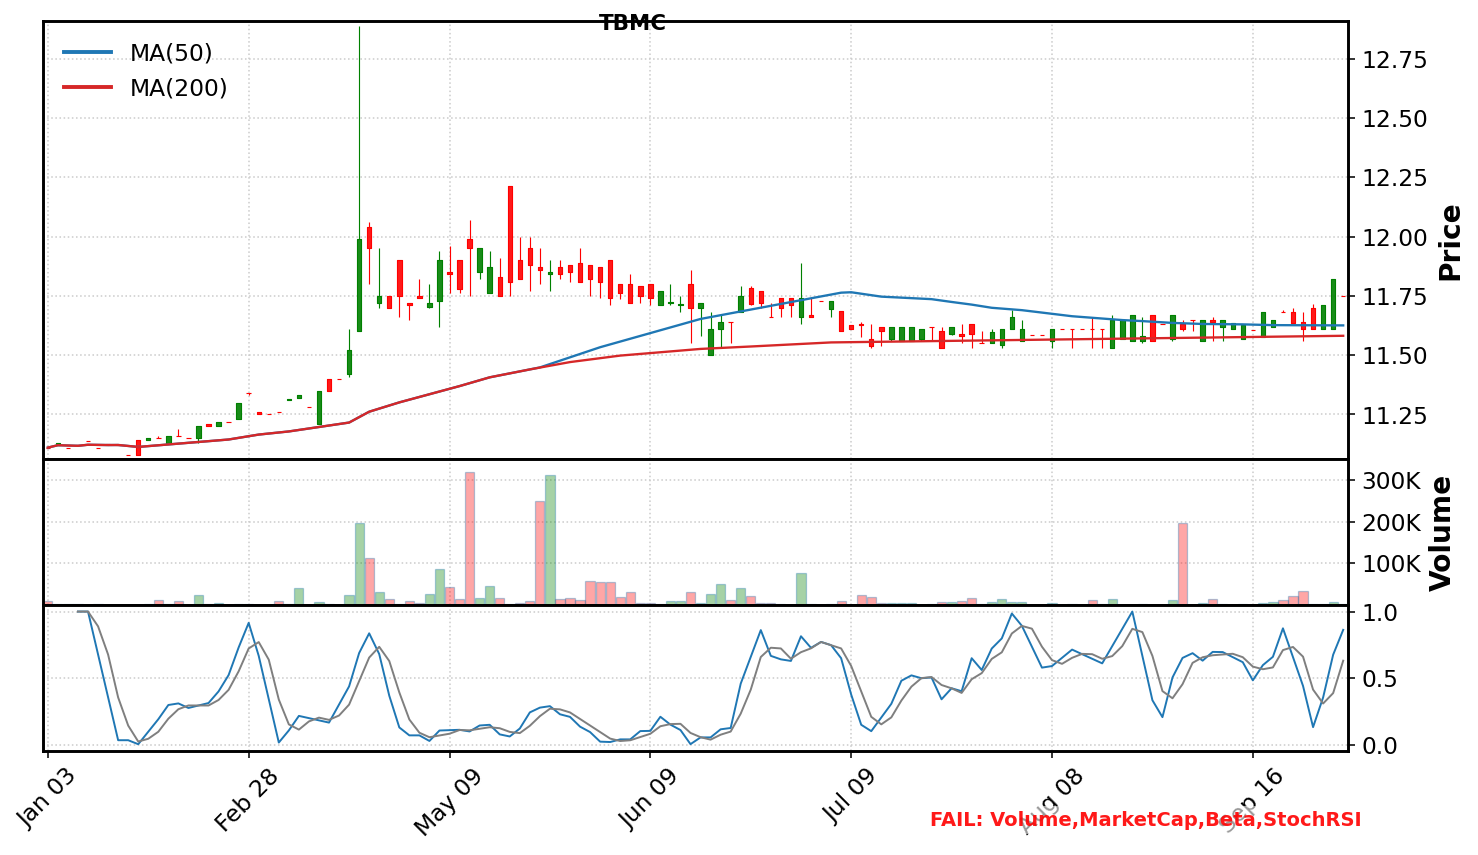 TBMC
MA(50)
MA(200)
12.75
12.50
12.25
12.00
11.75
11.50
11.25
Price
300K
200K
100K
Volume
1.0
0.5
0.0
Jan 03
Feb 28
May 09
Jun 09
Jul 09
Aug 08
Sep 16
FAIL: Volume,MarketCap,Beta,StochRSI